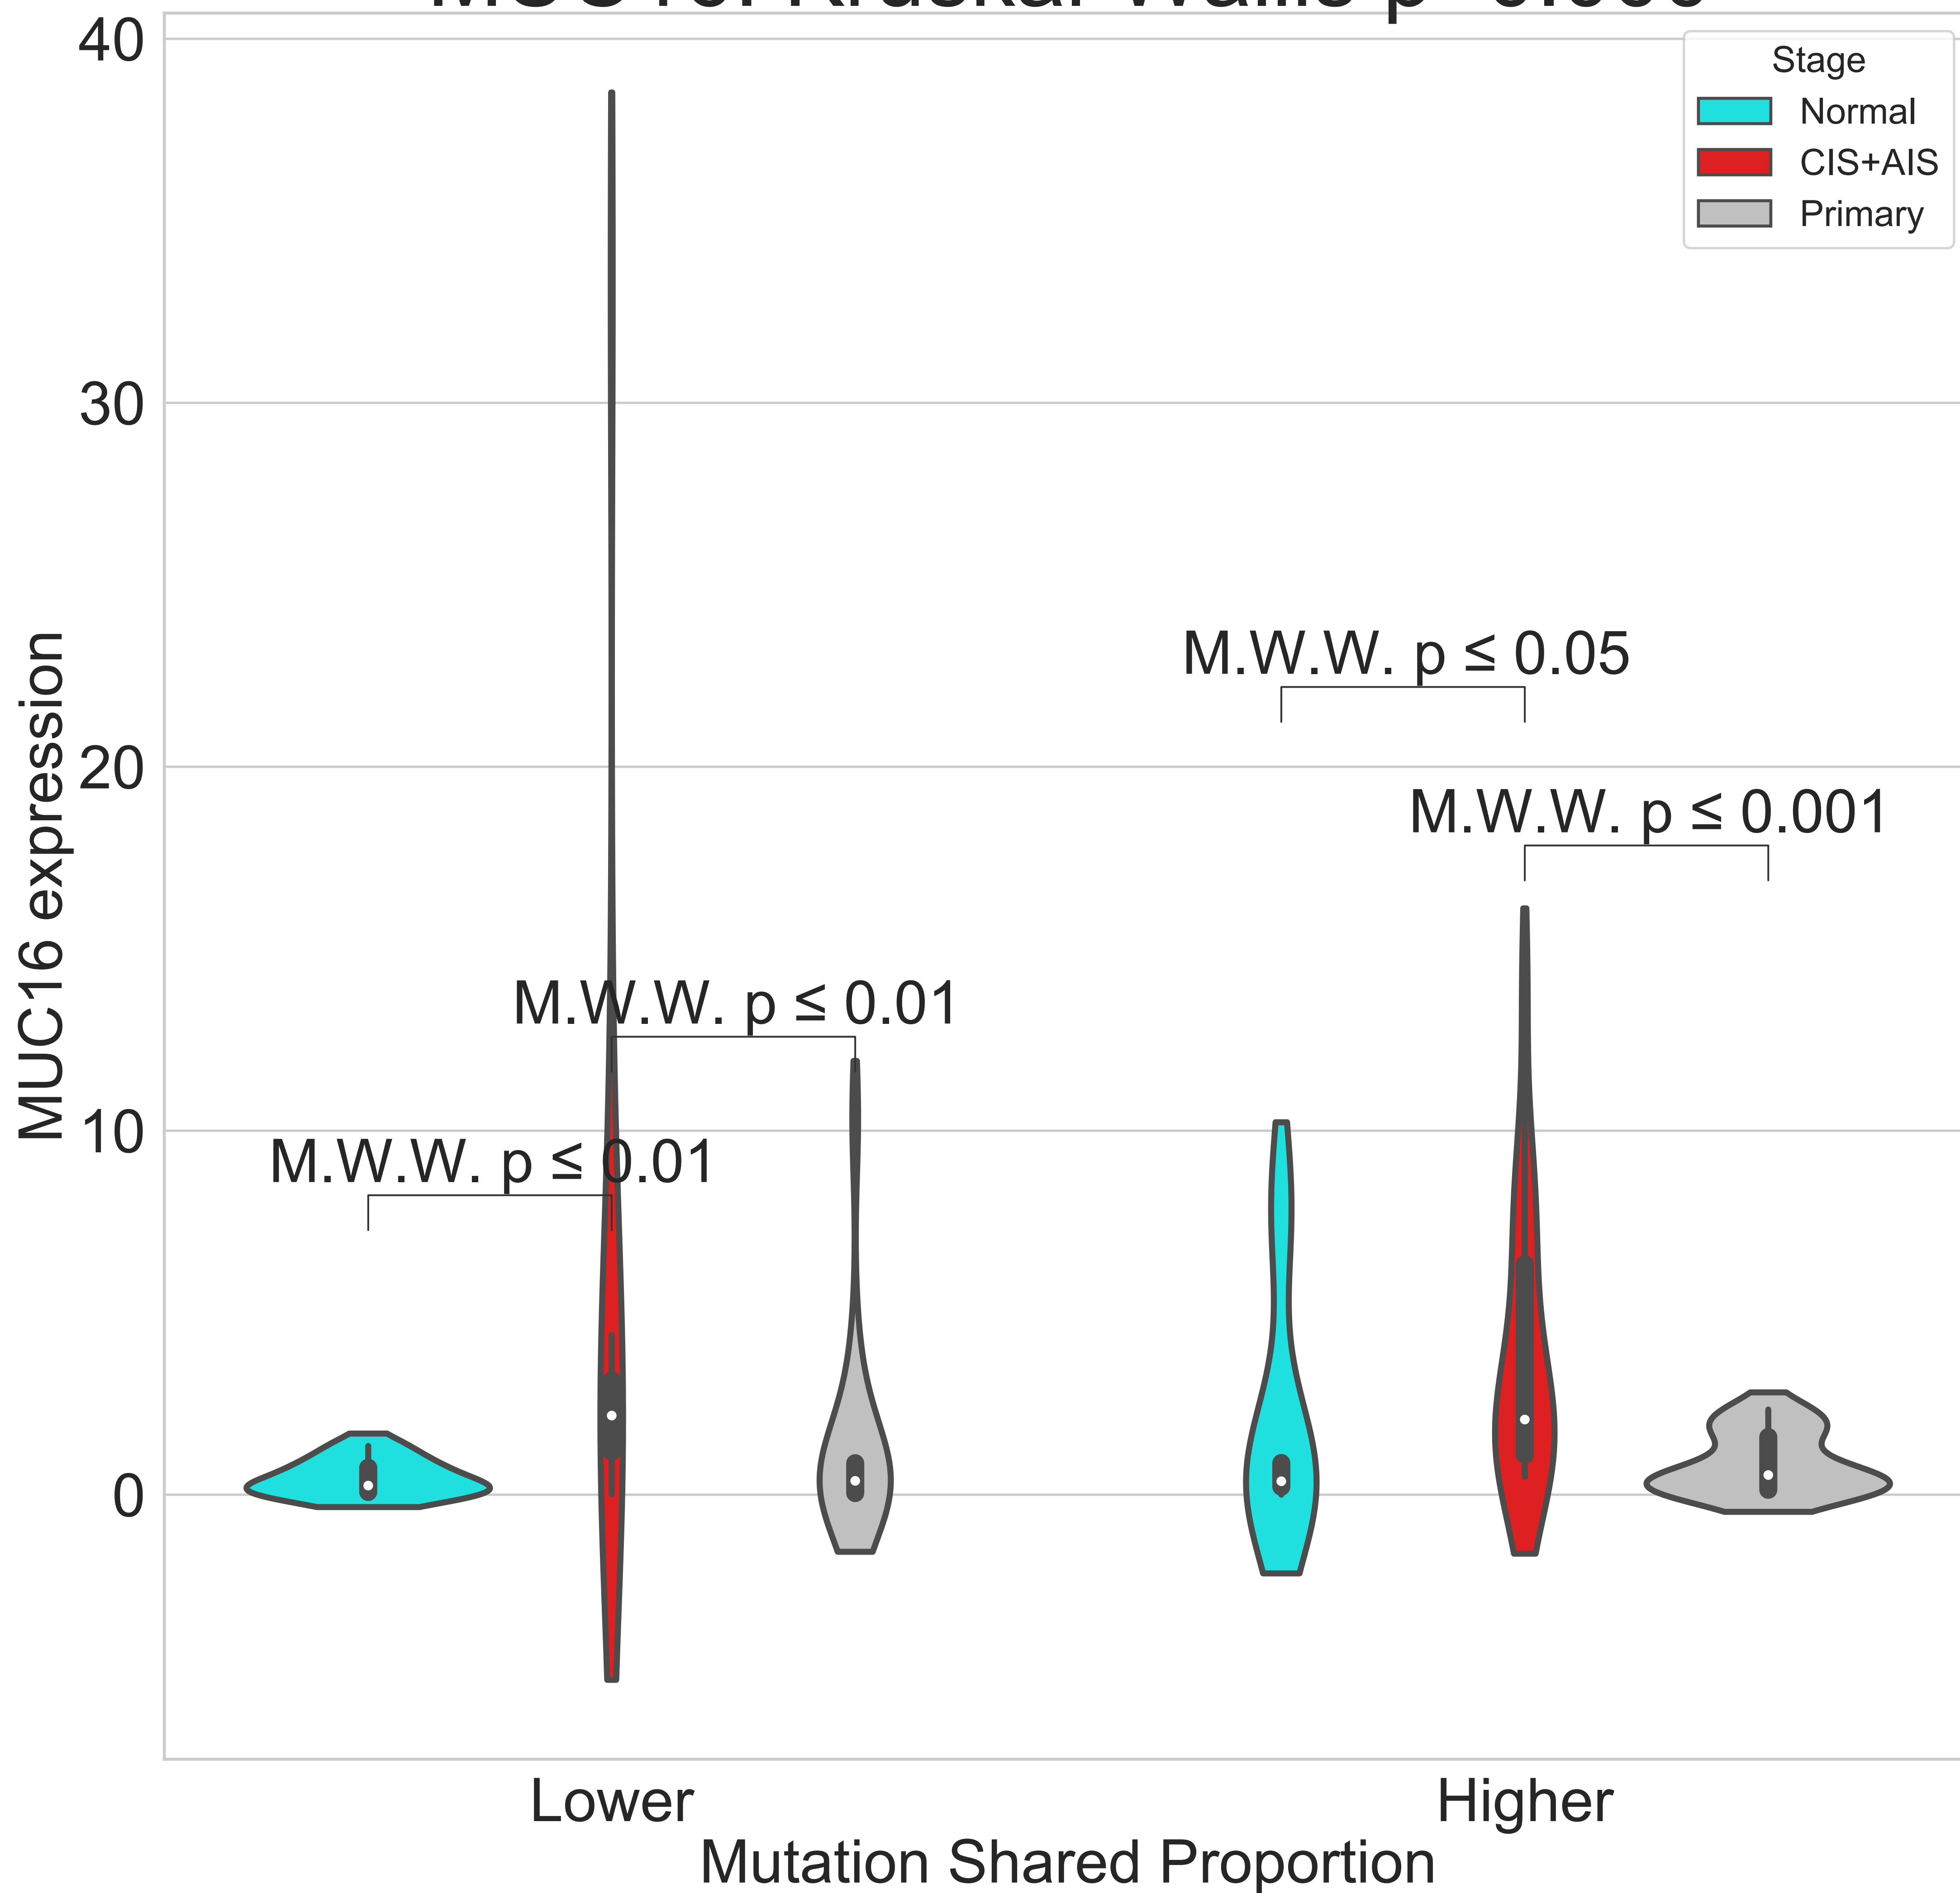 40
30
20
10
0
MUC16 expression
Stage
Normal
CIS+AIS
Primary
M.W.W. p ≤ 0.05
M.W.W. p ≤ 0.001
M.W.W. p ≤ 0.01
M.W.W. p ≤ 0.01
Lower
Higher
Mutation Shared Proportion